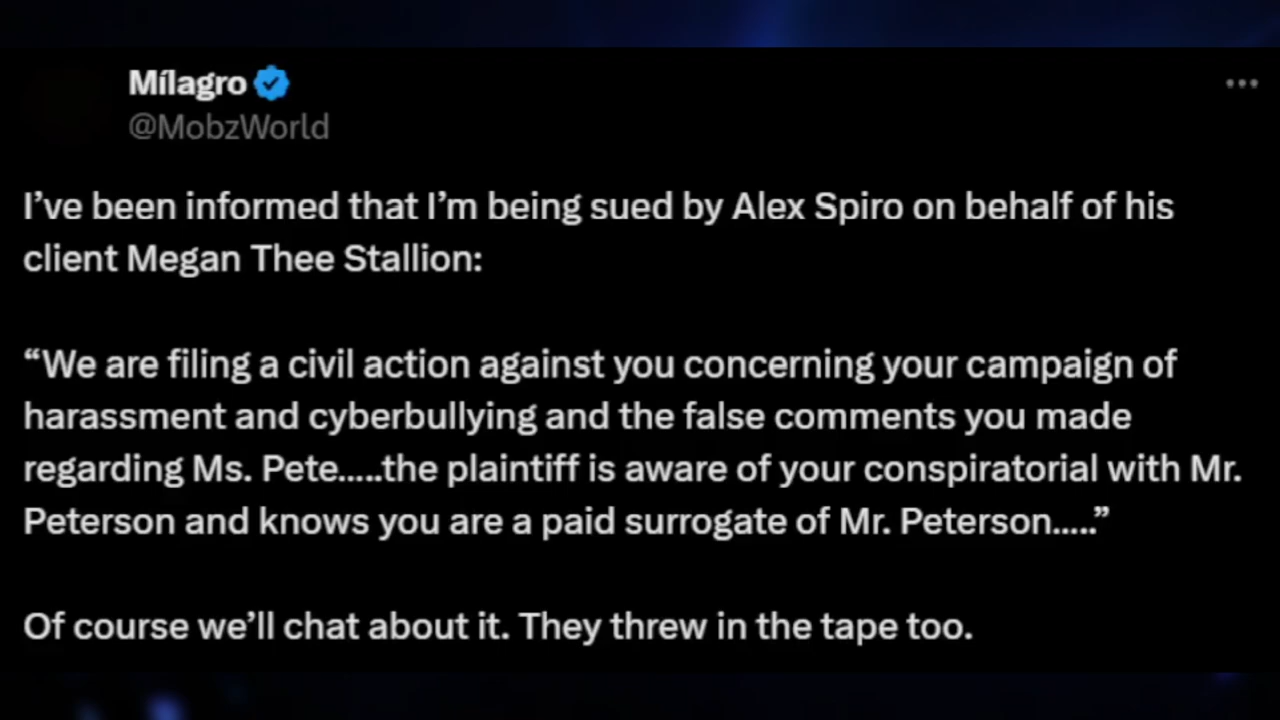 Mílagro
@MobzWorld
I’ve been informed that I’m being sued by Alex Spiro on behalf of his
client Megan Thee Stallion:
“We are filing a civil action against you concerning your campaign of
harassment and cyberbullying and the false comments you made
regarding Ms. Pete.....the plaintiff is aware of your conspiratorial with Mr.
Peterson and knows you are a paid surrogate of Mr. Peterson.....”
Of course we’ll chat about it. They threw in the tape too.